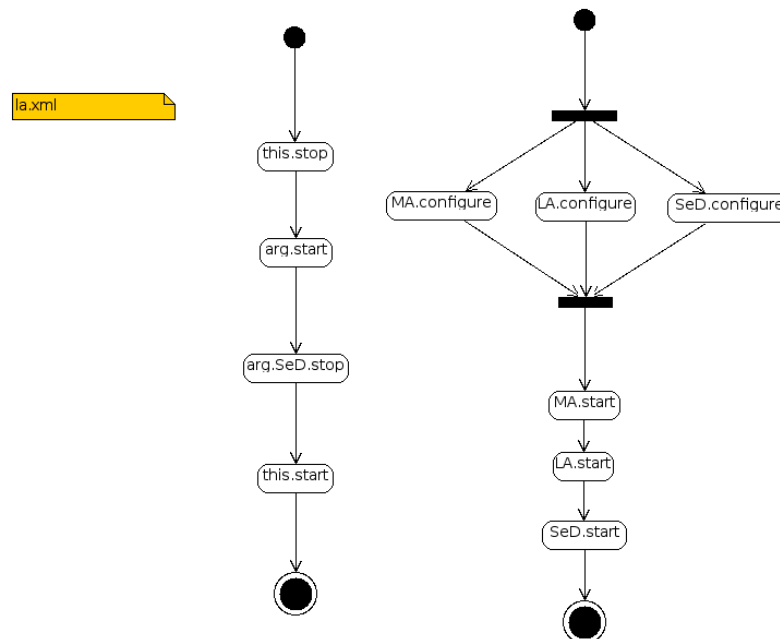 la.xml
this.stop
arg.start
arg.SeD.stop
this.start
MA.configure
LA.configure
SeD.configure
MA.start
LA.start
SeD.start